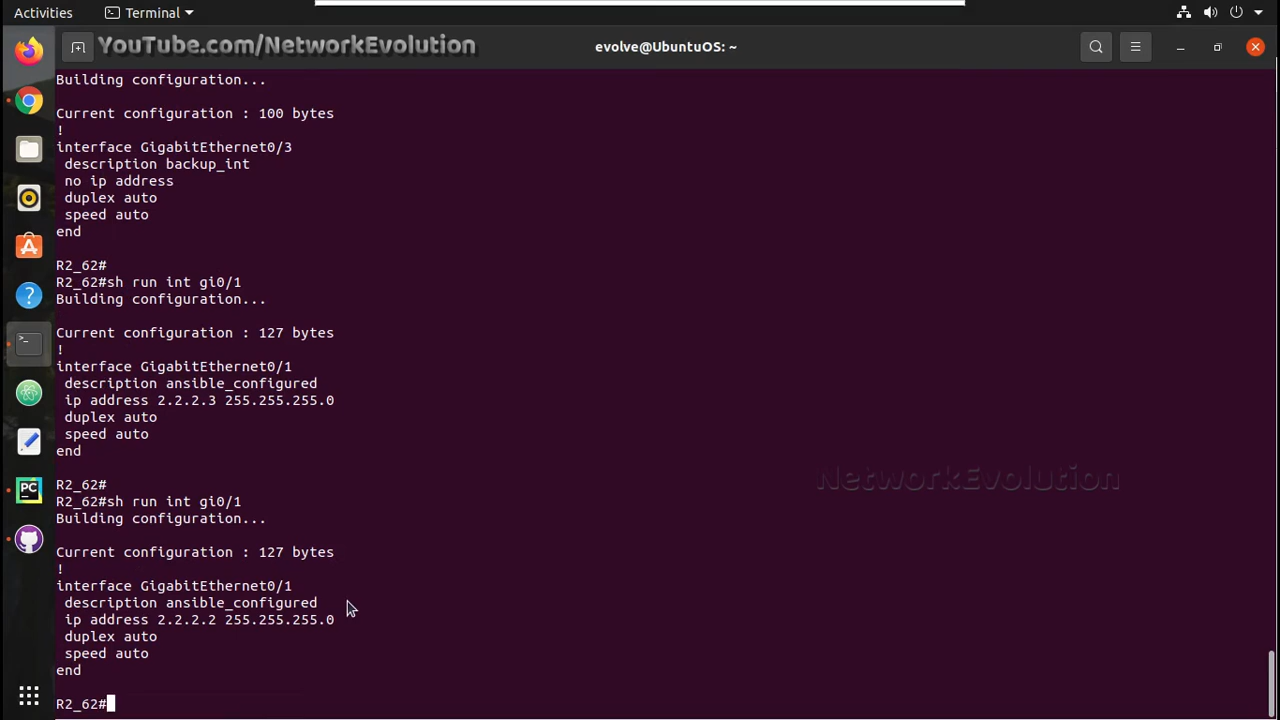 Activities
Terminal
YouTube.com/NetworkEvolution
evolve@UbuntuOS: ~
Building configuration...
Current configuration : 100 bytes
!
interface GigabitEthernet0/3
description backup_int
no ip address
duplex auto
speed auto
end
R2_62#
R2_62#sh run int gi0/1
Building configuration...
Current configuration : 127 bytes
!
interface GigabitEthernet0/1
description ansible_configured
ip address 2.2.2.3 255.255.255.0
duplex auto
speed auto
end
R2_62#
NetworkEvolution
R2_62#sh run int gi0/1
Building configuration...
Current configuration : 127 bytes
!
interface GigabitEthernet0/1
description ansible_configured
ip address 2.2.2.2 255.255.255.0
duplex auto
speed auto
end
R2_62#
PC